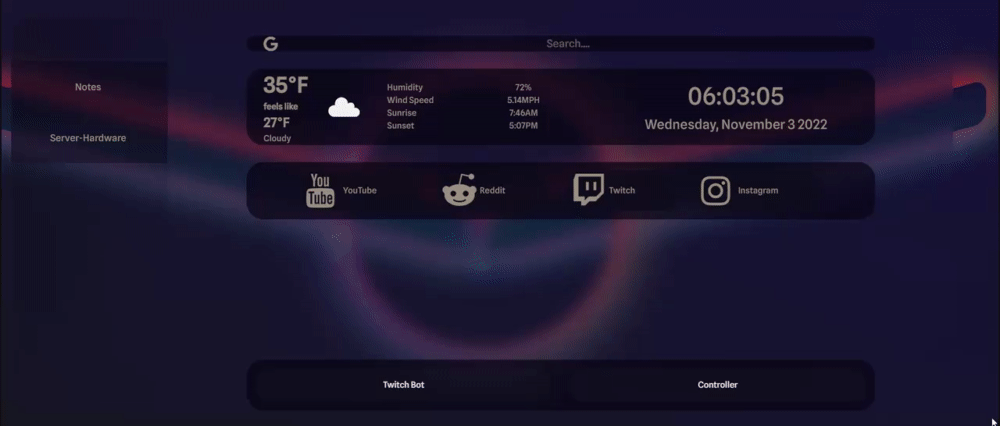 Search....
Notes
Server-Hardware
35°F
feels like
27°F
Cloudy
Humidity 72%
Wind Speed 5.14MPH
Sunrise 7:46AM
Sunset 5:07PM
06:03:05
Wednesday, November 3 2022
You
Tube
YouTube
Reddit
Twitch
Instagram
Twitch Bot
Controller